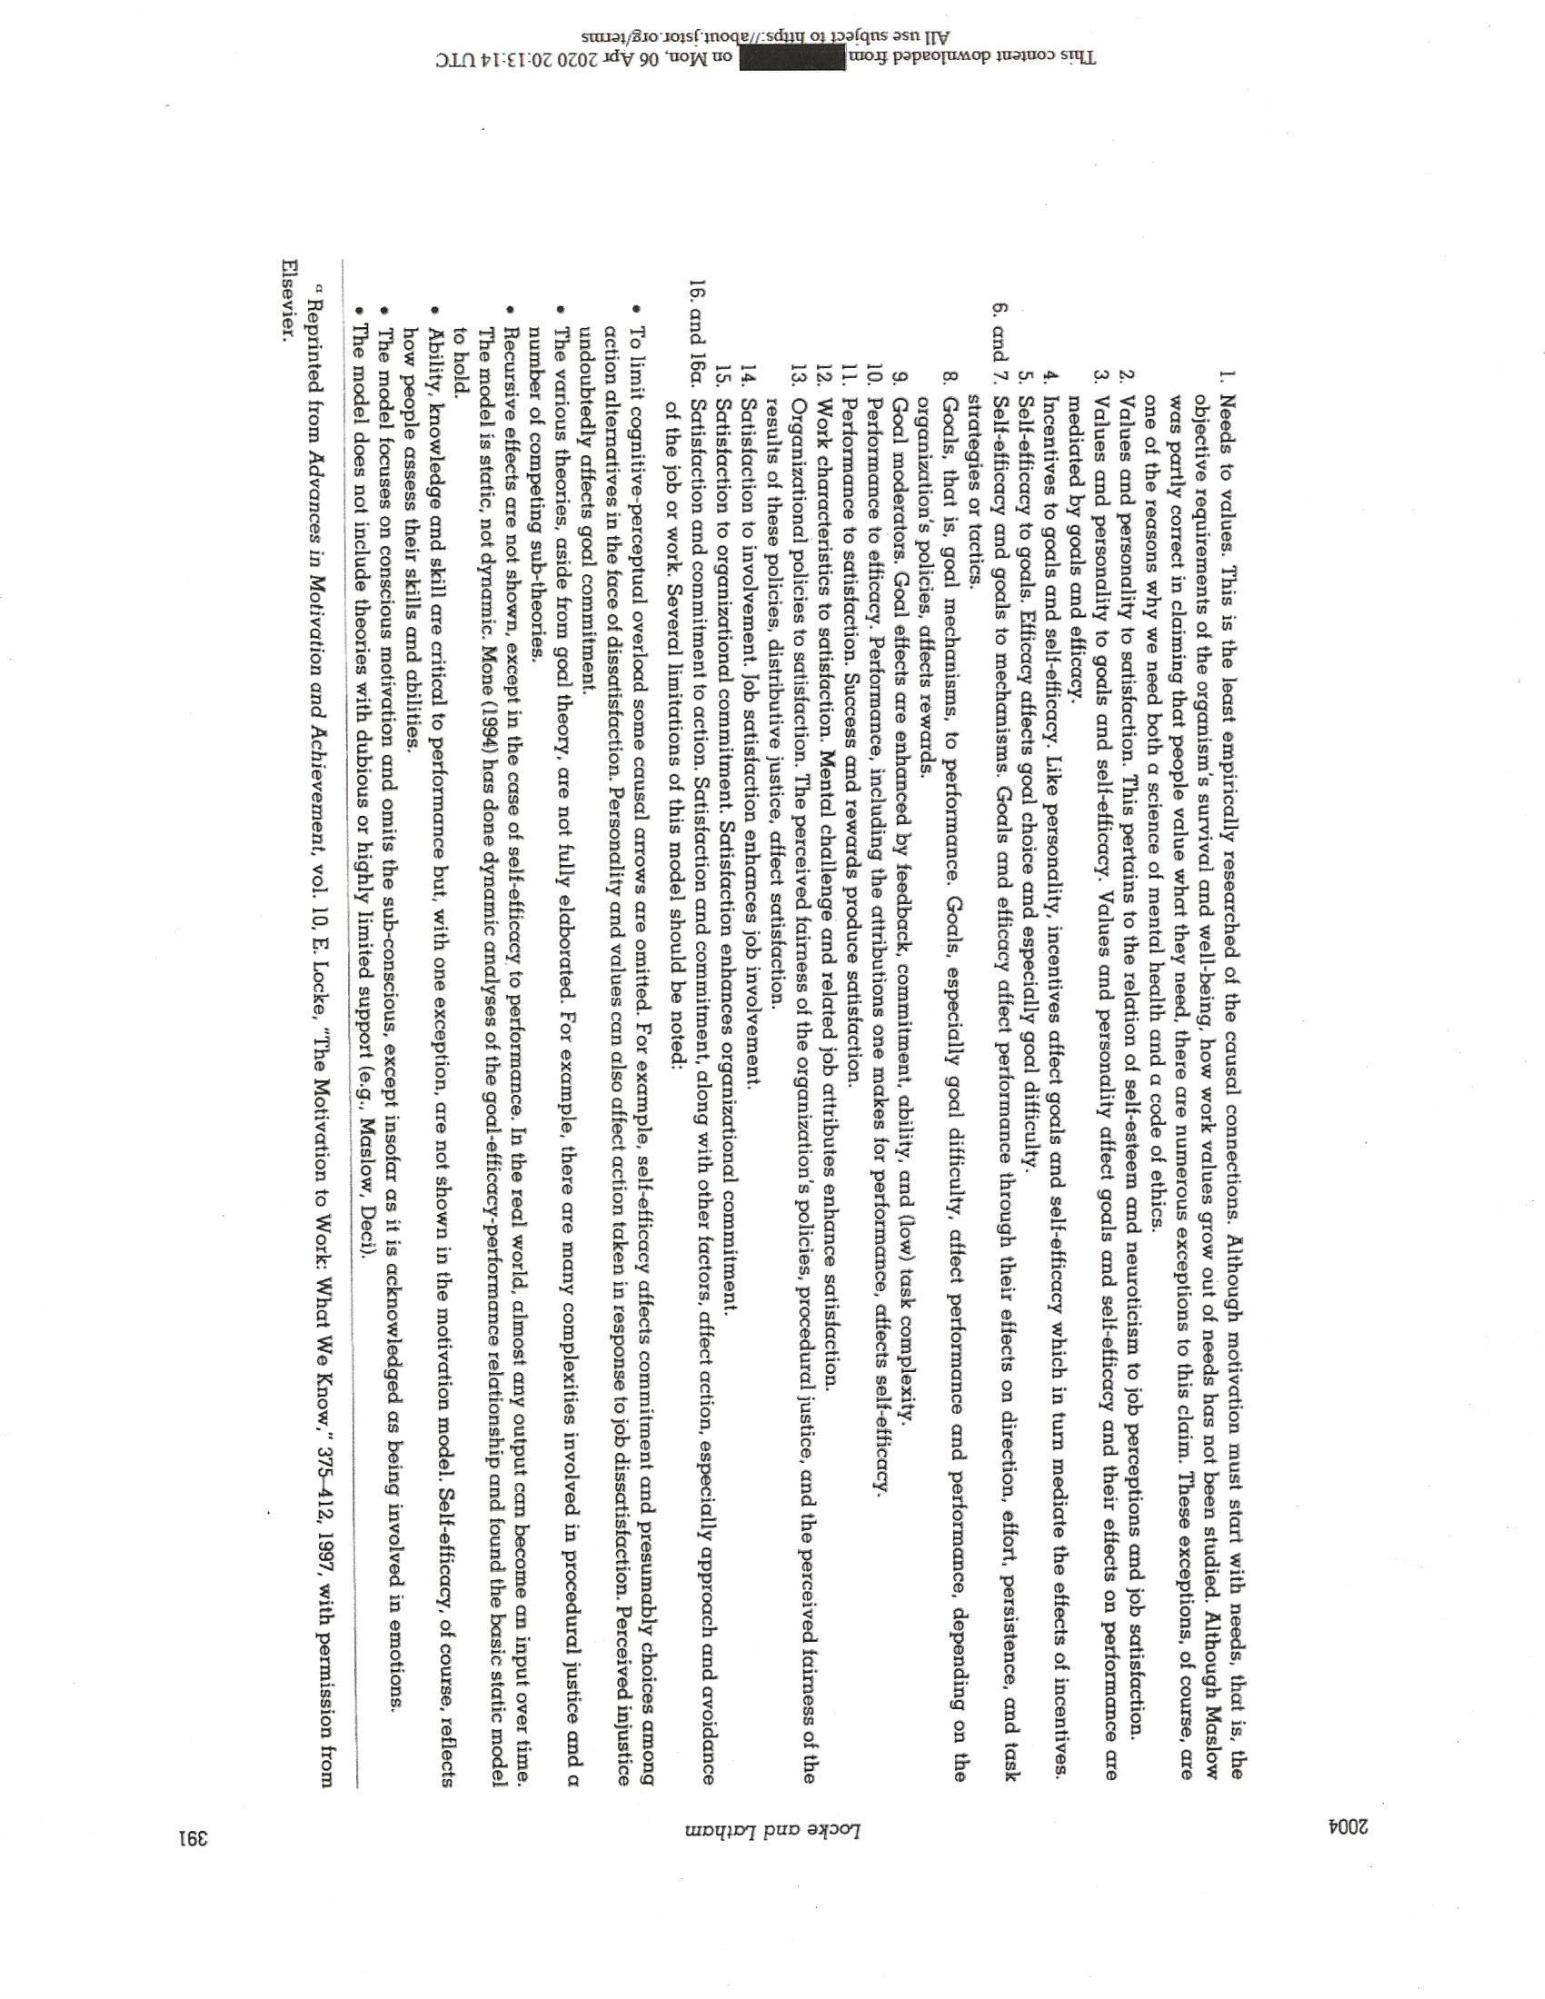 2004
Locke and Latham
391
1. Needs to values. This is the least empirically researched of the causal connections. Although motivation must start with needs, that is, the
objective requirements of the organism's survival and well-being, how work values grow out of needs has not been studied. Although Maslow
was partly correct in claiming that people value what they need, there are numerous exceptions to this claim. These exceptions, of course, are
one of the reasons why we need both a science of mental health and a code of ethics.
2. Values and personality to satisfaction. This pertains to the relation of self-esteem and neuroticism to job perceptions and job satisfaction.
3. Values and personality to goals and self-efficacy. Values and personality affect goals and self-efficacy and their effects on performance are
mediated by goals and efficacy.
4. Incentives to goals and self-efficacy. Like personality, incentives affect goals and self-efficacy which in turn mediate the effects of incentives.
5. Self-efficacy to goals. Efficacy affects goal choice and especially goal difficulty.
6. and 7. Self-efficacy and goals to mechanisms. Goals and efficacy affect performance through their effects on direction, effort, persistence, and task
strategies or tactics.
8. Goals, that is, goal mechanisms, to performance. Goals, especially goal difficulty, affect performance and performance, depending on the
organization's policies, affects rewards.
9. Goal moderators. Goal effects are enhanced by feedback, commitment, ability, and (low) task complexity.
10. Performance to efficacy. Performance, including the attributions one makes for performance, affects self-efficacy.
11. Performance to satisfaction. Success and rewards produce satisfaction.
12. Work characteristics to satisfaction. Mental challenge and related job attributes enhance satisfaction.
13. Organizational policies to satisfaction. The perceived fairness of the organization's policies, procedural justice, and the perceived fairness of the
results of these policies, distributive justice, affect satisfaction.
14. Satisfaction to involvement. Job satisfaction enhances job involvement.
15. Satisfaction to organizational commitment. Satisfaction enhances organizational commitment.
16. and 16a. Satisfaction and commitment to action. Satisfaction and commitment, along with other factors, affect action, especially approach and avoidance
of the job or work. Several limitations of this model should be noted:
• To limit cognitive-perceptual overload some causal arrows are omitted. For example, self-efficacy affects commitment and presumably choices among
action alternatives in the face of dissatisfaction. Personality and values can also affect action taken in response to job dissatisfaction. Perceived injustice
undoubtedly affects goal commitment.
• The various theories, aside from goal theory, are not fully elaborated. For example, there are many complexities involved in procedural justice and a
number of competing sub-theories.
• Recursive effects are not shown, except in the case of self-efficacy to performance. In the real world, almost any output can become an input over time.
The model is static, not dynamic. Mone (1994) has done dynamic analyses of the goal-efficacy-performance relationship and found the basic static model
to hold.
• Ability, knowledge and skill are critical to performance but, with one exception, are not shown in the motivation model. Self-efficacy, of course, reflects
how people assess their skills and abilities.
• The model focuses on conscious motivation and omits the sub-conscious, except insofar as it is acknowledged as being involved in emotions.
• The model does not include theories with dubious or highly limited support (e.g., Maslow, Deci).
ᵃ Reprinted from Advances in Motivation and Achievement, vol. 10, E. Locke, "The Motivation to Work: What We Know," 375–412, 1997, with permission from
Elsevier.
This content downloaded from on Mon, 06 Apr 2020 20:13:14 UTC
All use subject to https://about.jstor.org/terms